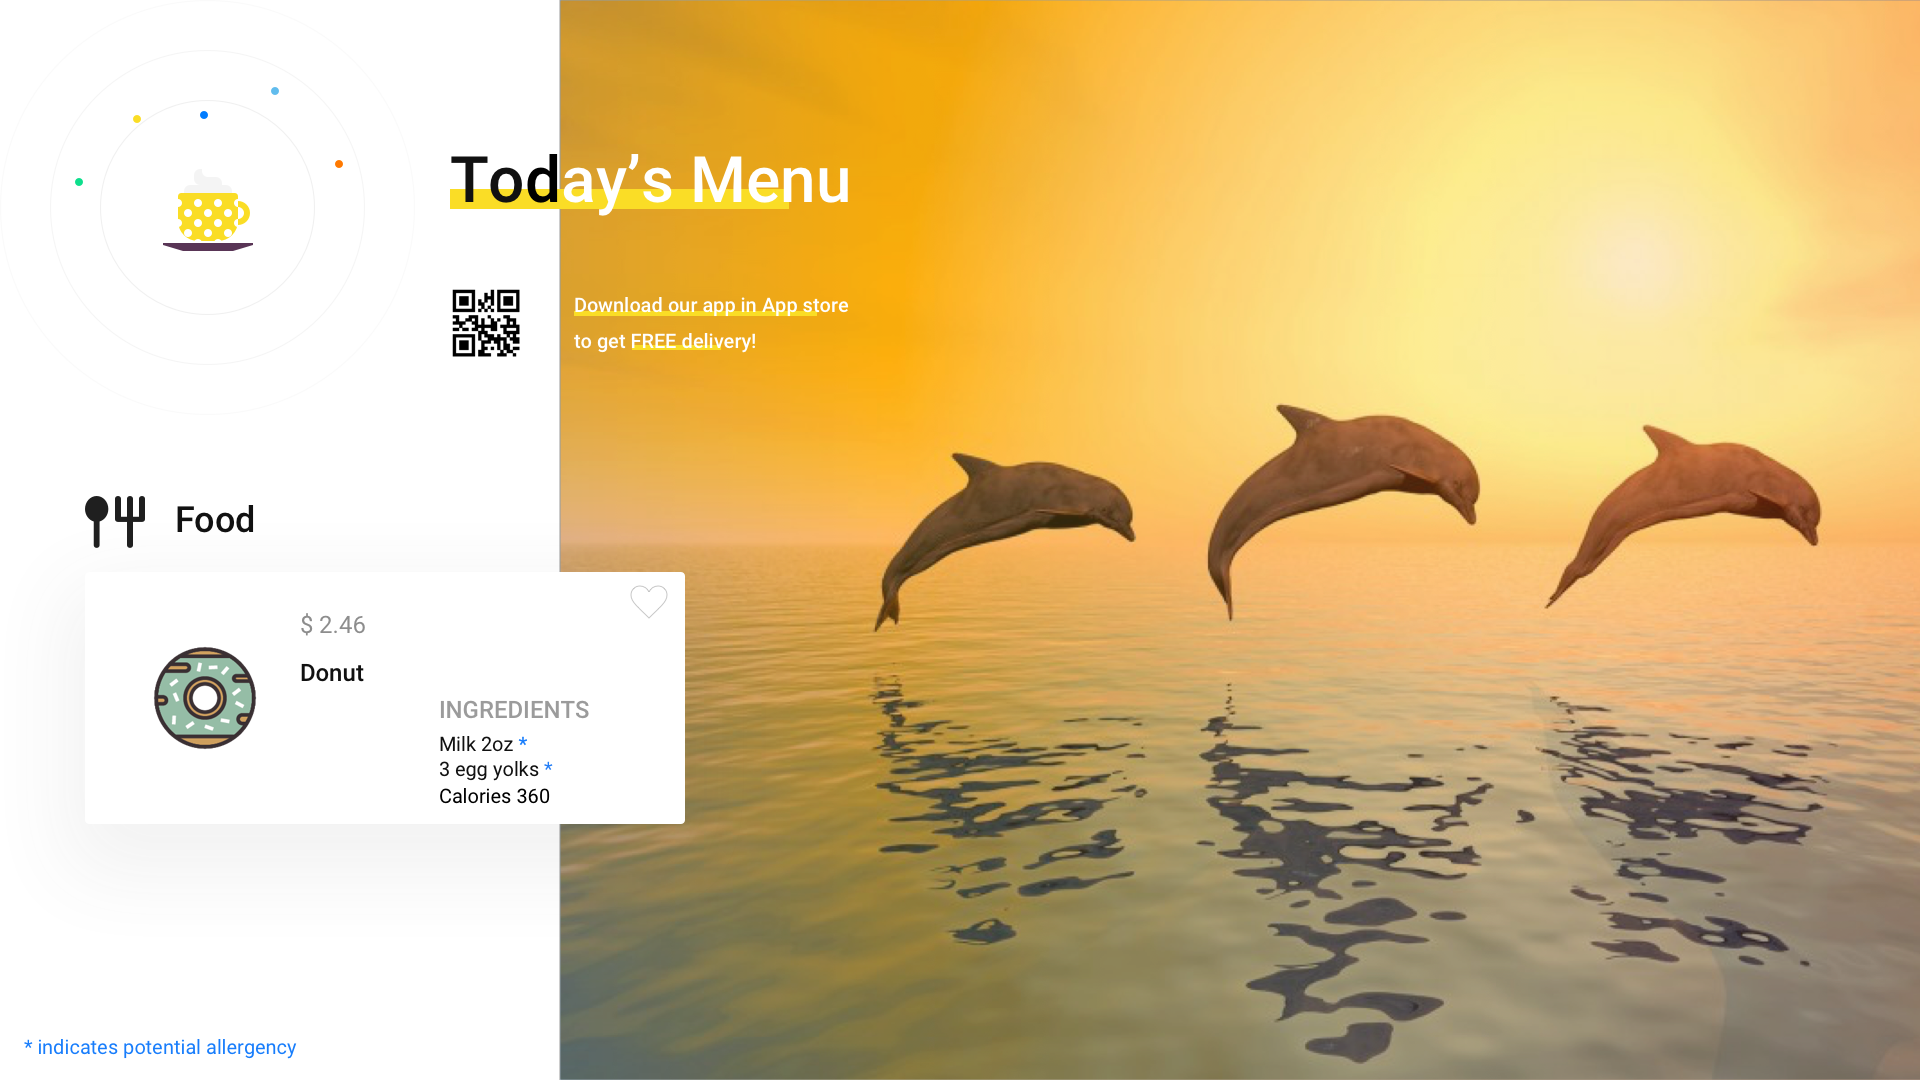 Today’s Menu
Download our app in App store
to get FREE delivery!
Food
$ 2.46
Donut
INGREDIENTS
Milk 2oz *
3 egg yolks *
Calories 360
* indicates potential allergency